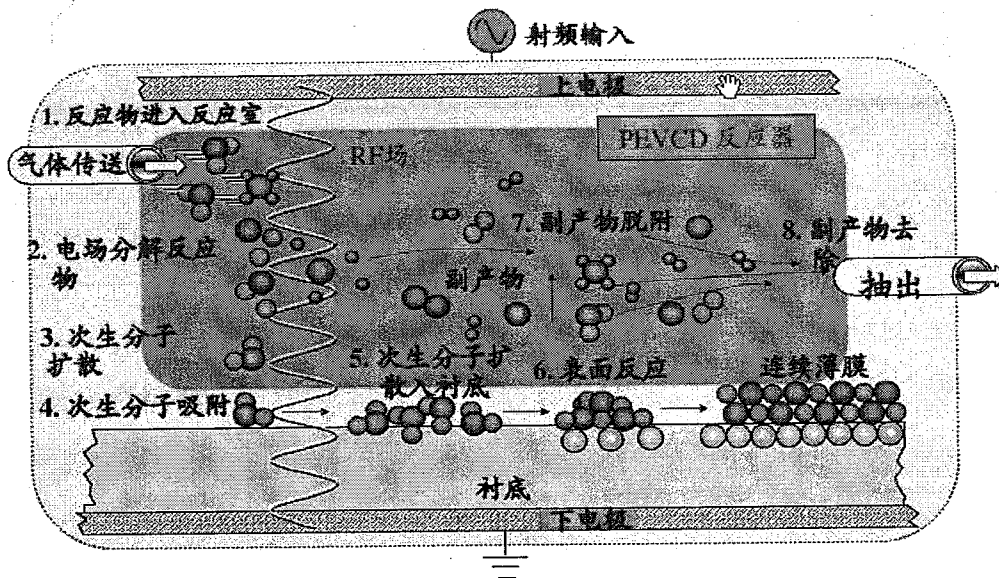 射频输入
上电极
1. 反应物进入反应室
PEVCD 反应器
RF场
气体传送
7. 副产物脱附
8. 副产物去
除
2. 电场分解反应
物
副产物
抽出
3. 次生分子
扩散
5. 次生分子扩
散入衬底
6. 表面反应
连续薄膜
4. 次生分子吸附
衬底
下电极